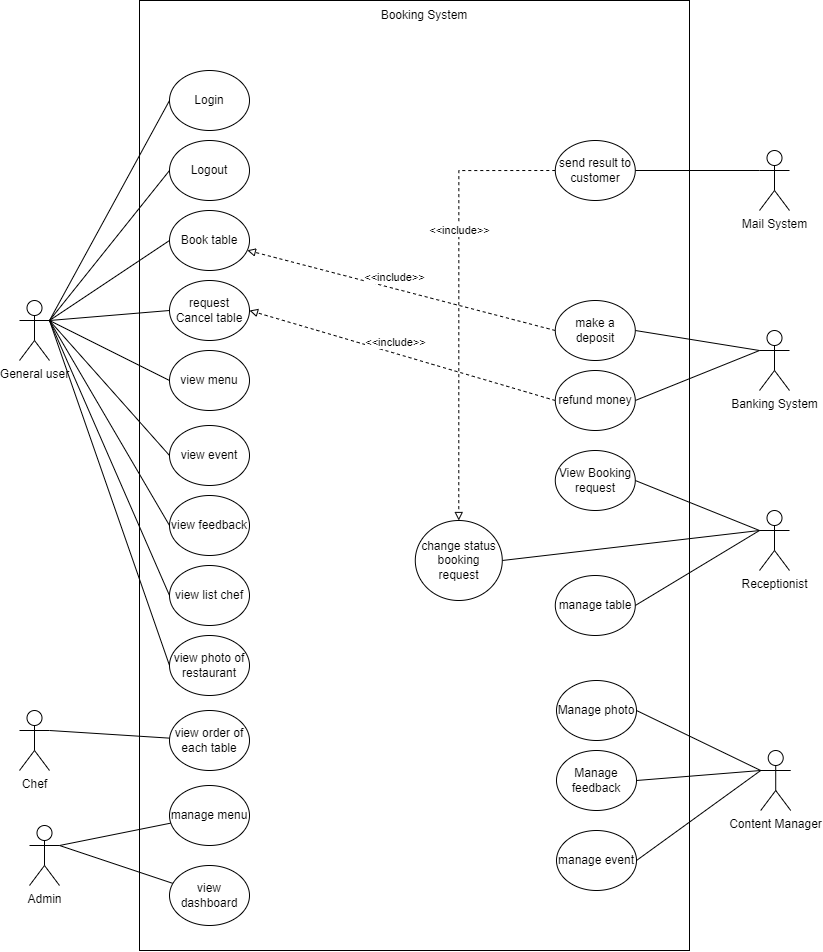 Booking System
Login
Logout
Book table
request
Cancel table
view menu
view event
view feedback
view list chef
view photo of
restaurant
view order of
each table
manage menu
view
dashboard
General user
Chef
Admin
<<include>>
<<include>>
<<include>>
send result to
customer
make a
deposit
refund money
View Booking
request
change status
booking
request
manage table
Manage photo
Manage
feedback
manage event
Mail System
Banking System
Receptionist
Content Manager